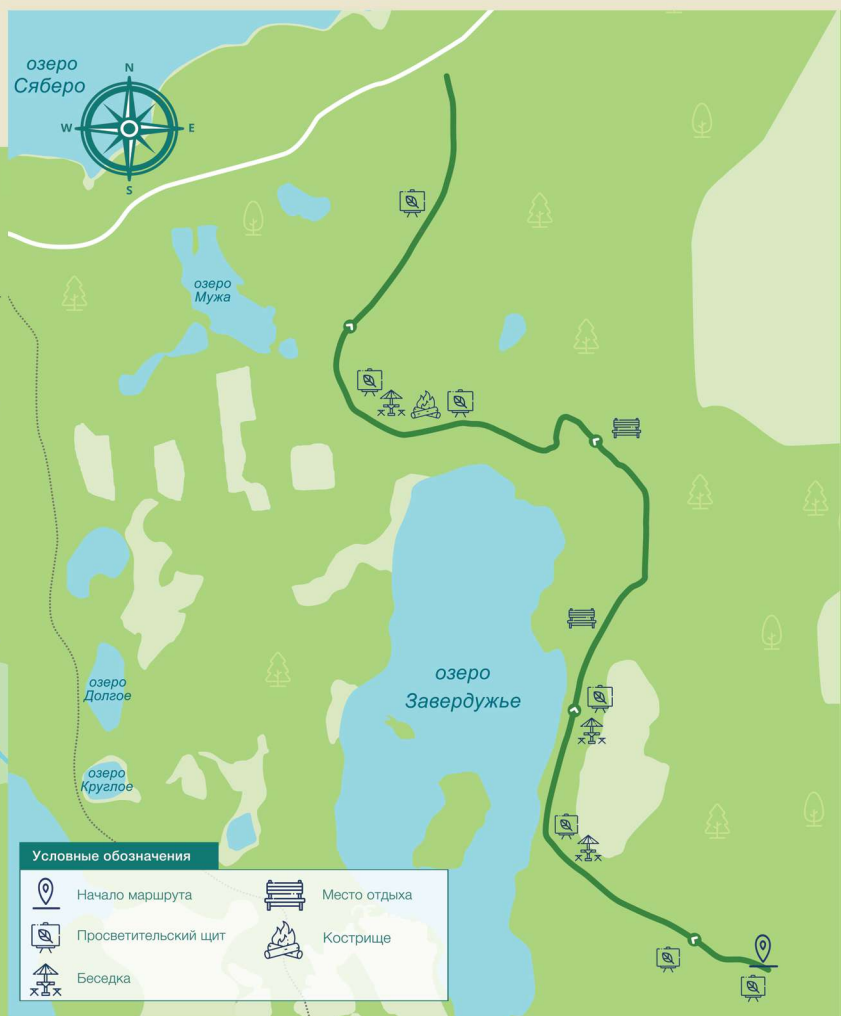 озеро
Сяберо
N
W
E
S
озеро
Мужа
озеро
Завердужье
озеро
Долгое
озеро
Круглое
Условные обозначения
Начало маршрута
Просветительский щит
Беседка
Место отдыха
Кострище